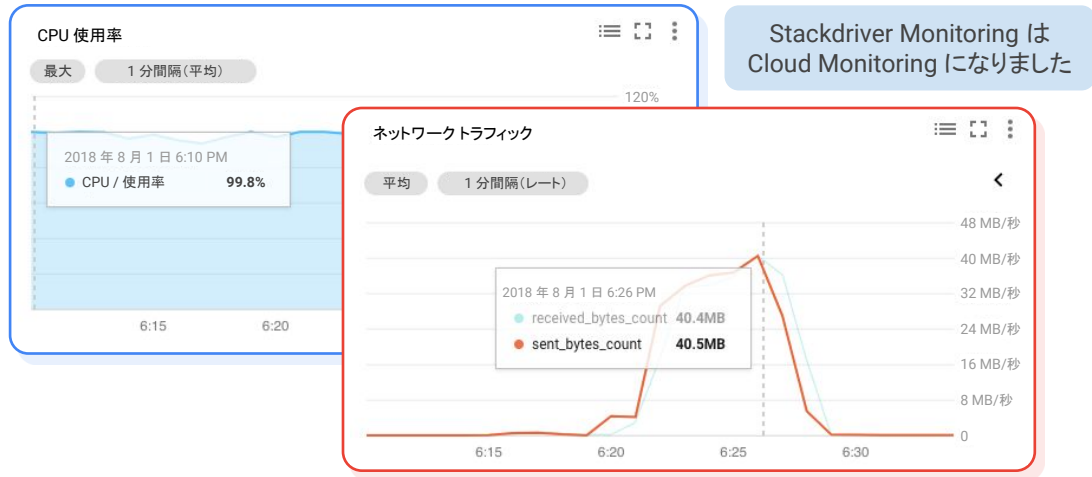 CPU 使用率
最大
1 分間隔（平均）
120%
2018 年 8 月 1 日 6:10 PM
CPU / 使用率 99.8%
6:15 6:20
Stackdriver Monitoring は
Cloud Monitoring になりました
ネットワーク トラフィック
平均
1 分間隔（レート）
48 MB/秒
40 MB/秒
32 MB/秒
24 MB/秒
16 MB/秒
8 MB/秒
0
2018 年 8 月 1 日 6:26 PM
received_bytes_count 40.4MB
sent_bytes_count 40.5MB
6:15 6:20 6:25 6:30